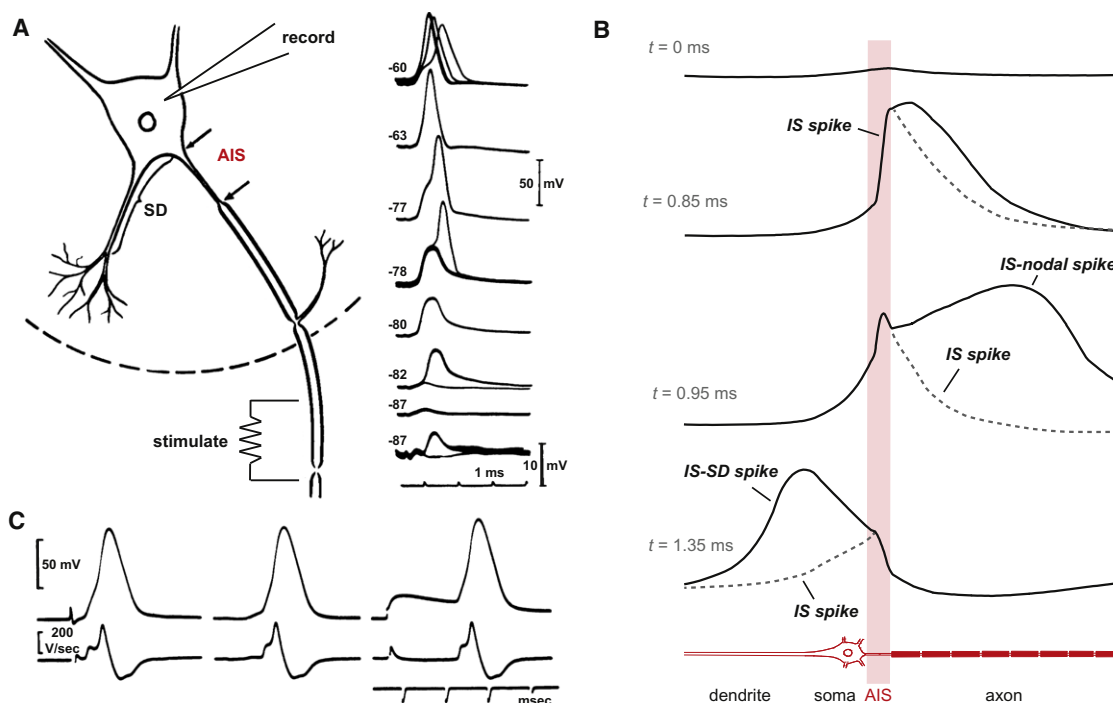 A
record
AIS
SD
stimulate
-60
-63
50 mV
-77
-78
-80
-82
-87
-87
10 mV
1 ms
B
t = 0 ms
IS spike
t = 0.85 ms
IS-nodal spike
IS spike
t = 0.95 ms
IS-SD spike
t = 1.35 ms
IS spike
dendrite soma AIS axon
C
50 mV
200
V/sec
msec